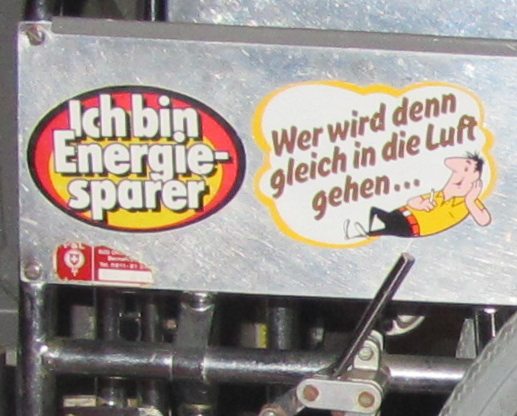 Ich bin
Energie-
sparer
Wer wird denn
gleich in die Luft
gehen...